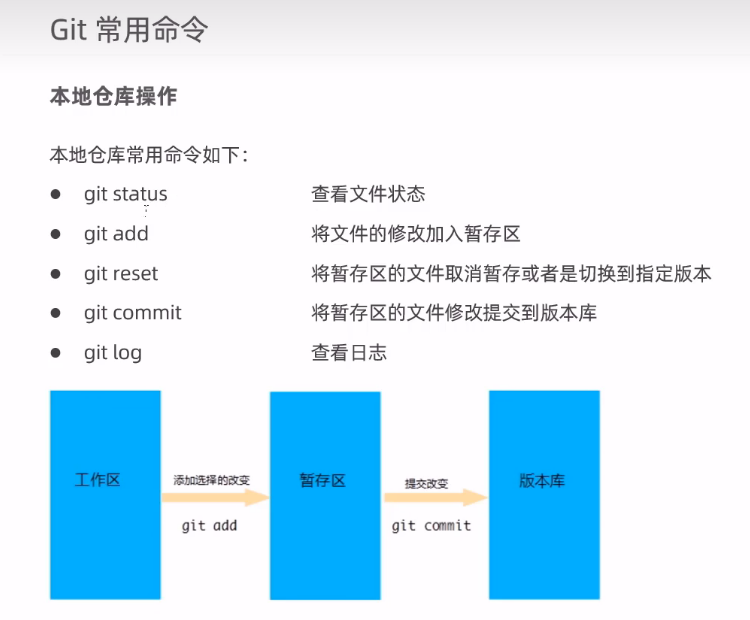 Git 常用命令
本地仓库操作
本地仓库常用命令如下：
● git status 查看文件状态
● git add 将文件的修改加入暂存区
● git reset 将暂存区的文件取消暂存或者是切换到指定版本
● git commit 将暂存区的文件修改提交到版本库
● git log 查看日志
工作区
添加选择的改变
git add
暂存区
提交改变
git commit
版本库